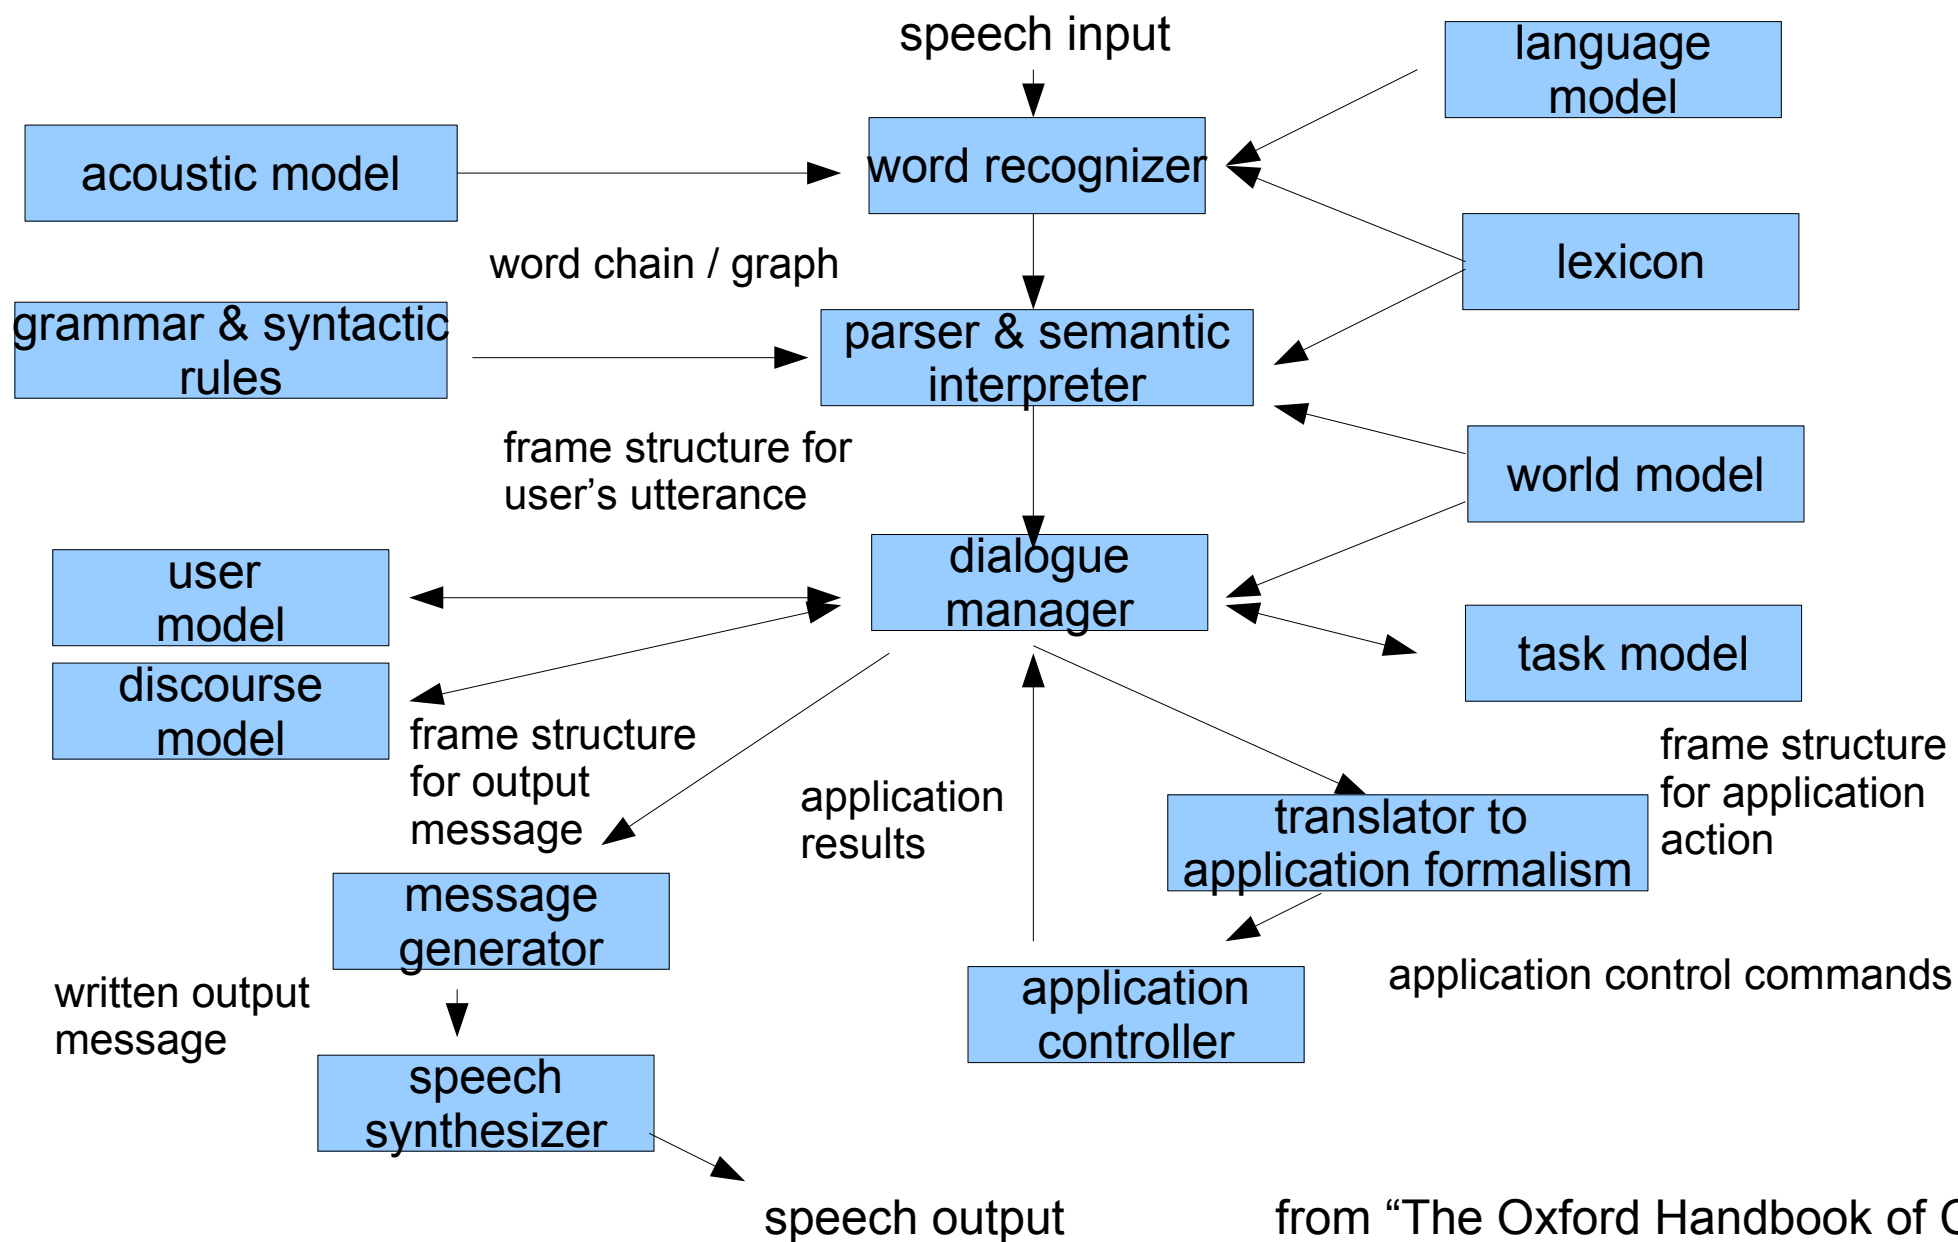 speech input
language
model
acoustic model
word recognizer
word chain / graph
lexicon
grammar & syntactic
rules
parser & semantic
interpreter
frame structure for
user’s utterance
world model
user
model
dialogue
manager
task model
discourse
model
frame structure
for output
message
application
results
translator to
application formalism
frame structure
for application
action
message
generator
written output
message
application
controller
application control commands
speech
synthesizer
speech output
from “The Oxford Handbook of